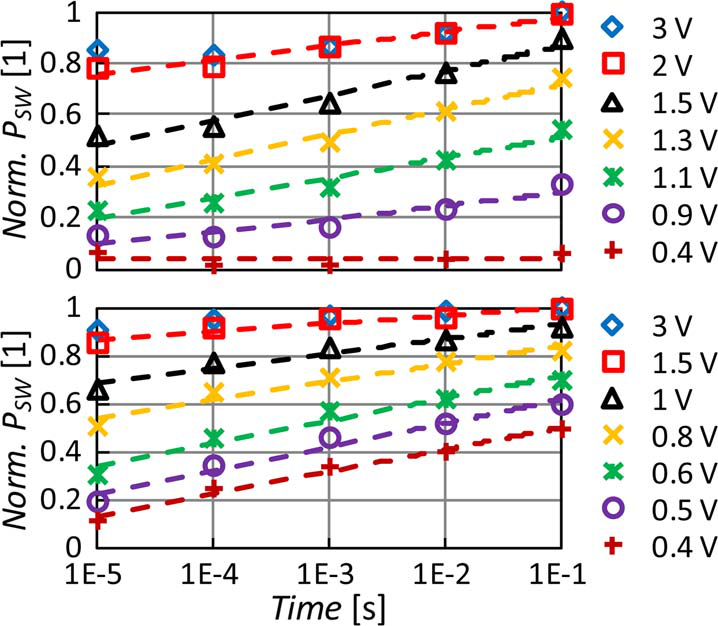 Norm. PSW [1]
1
0.8
0.6
0.4
0.2
0
3 V
2 V
1.5 V
1.3 V
1.1 V
0.9 V
0.4 V
Norm. PSW [1]
1
0.8
0.6
0.4
0.2
0
3 V
1.5 V
1 V
0.8 V
0.6 V
0.5 V
0.4 V
1E-5 1E-4 1E-3 1E-2 1E-1
Time [s]